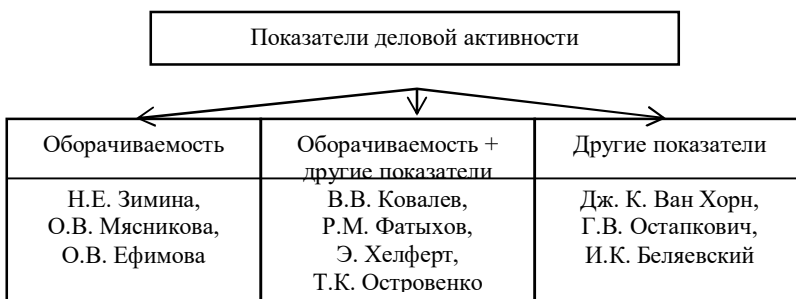 Показатели деловой активности
Оборачиваемость
Оборачиваемость +
другие показатели
Другие показатели
Н.Е. Зимина,
О.В. Мясникова,
О.В. Ефимова
В.В. Ковалев,
Р.М. Фатыхов,
Э. Хелферт,
Т.К. Островенко
Дж. К. Ван Хорн,
Г.В. Остапкович,
И.К. Беляевский